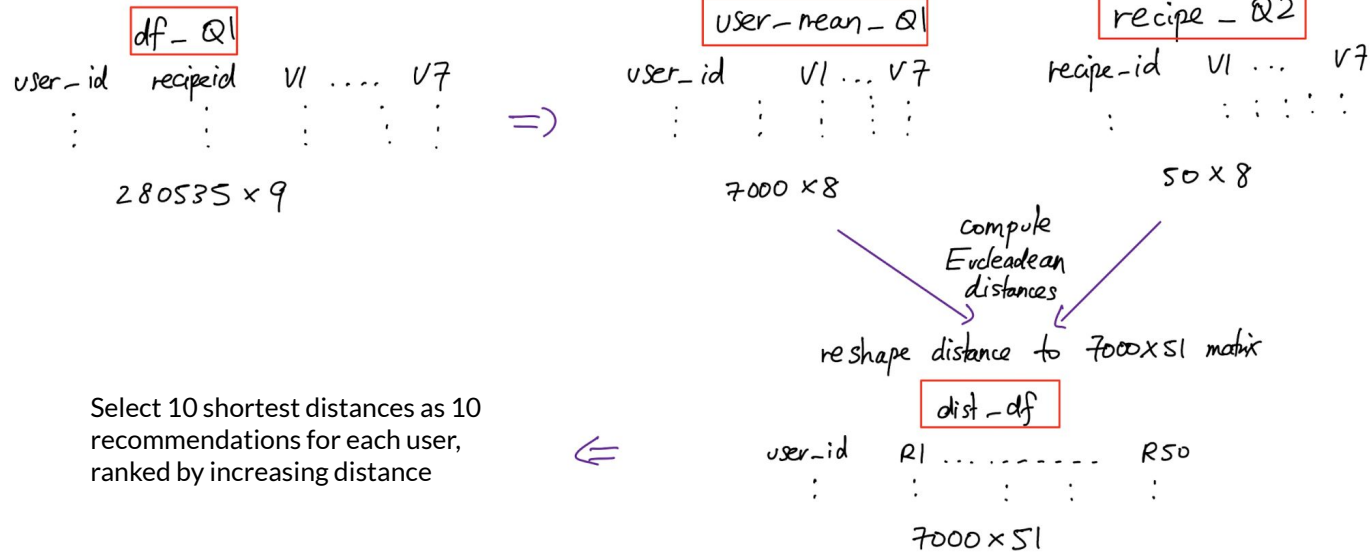 df_Q1
user_id recipeid V1 .... V7
280535 × 9
⇒
user_mean_Q1
user_id V1 ... V7
7000 × 8
recipe_Q2
recipe_id V1 ... V7
50 × 8
compute
Eucleadean
distances
reshape distance to 7000×51 matrix
dist_df
user_id R1 .......... R50
7000 × 51
⇐
Select 10 shortest distances as 10
recommendations for each user,
ranked by increasing distance